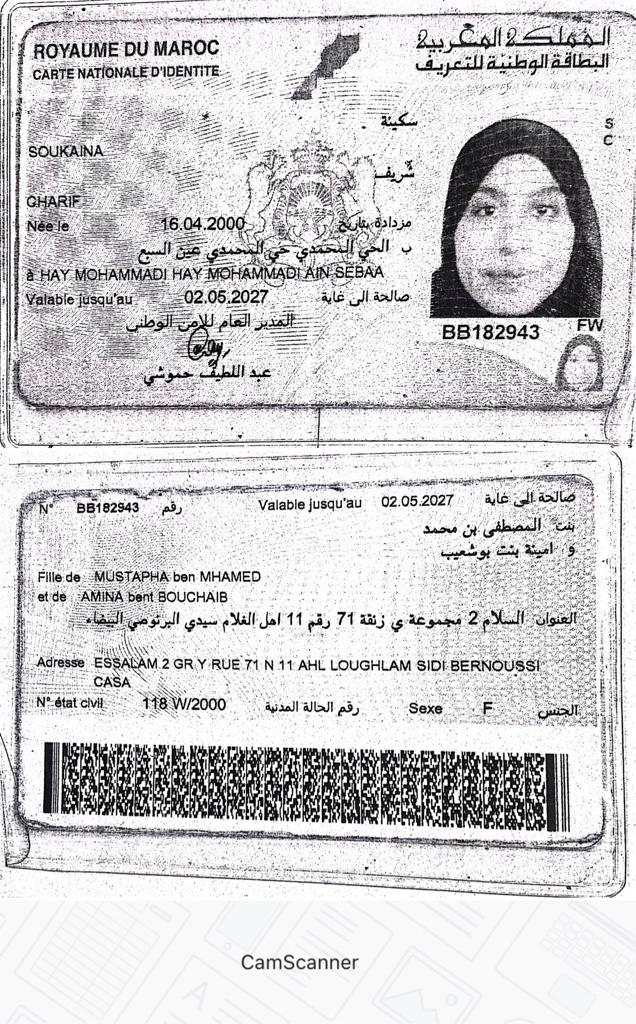 ROYAUME DU MAROC
المملكة المغربية
CARTE NATIONALE D'IDENTITE
البطاقة الوطنية للتعريف
سكينة
SOUKAINA
شريف
CHARIF
Née le 16.04.2000 مزدادة بتاريخ
ب الحي المحمدي حي المحمدي عين السبع
à HAY MOHAMMADI HAY MOHAMMADI AIN SEBAA
Valable jusqu'au 02.05.2027 صالحة الى غاية
المدير العام للأمن الوطني
عبد اللطيف حموشي
S
C
BB182943
FW
N° BB182943 رقم Valable jusqu'au 02.05.2027 صالحة الى غاية
بنت المصطفى بن محمد
و امينة بنت بوشعيب
Fille de MUSTAPHA ben MHAMED
et de AMINA bent BOUCHAIB
العنوان السلام 2 مجموعة ي زنقة 71 رقم 11 اهل الغلام سيدي البرنوصي البيضاء
Adresse ESSALAM 2 GR Y RUE 71 N 11 AHL LOUGHLAM SIDI BERNOUSSI
CASA
N° état civil 118 W/2000 رقم الحالة المدنية Sexe F الجنس
CamScanner